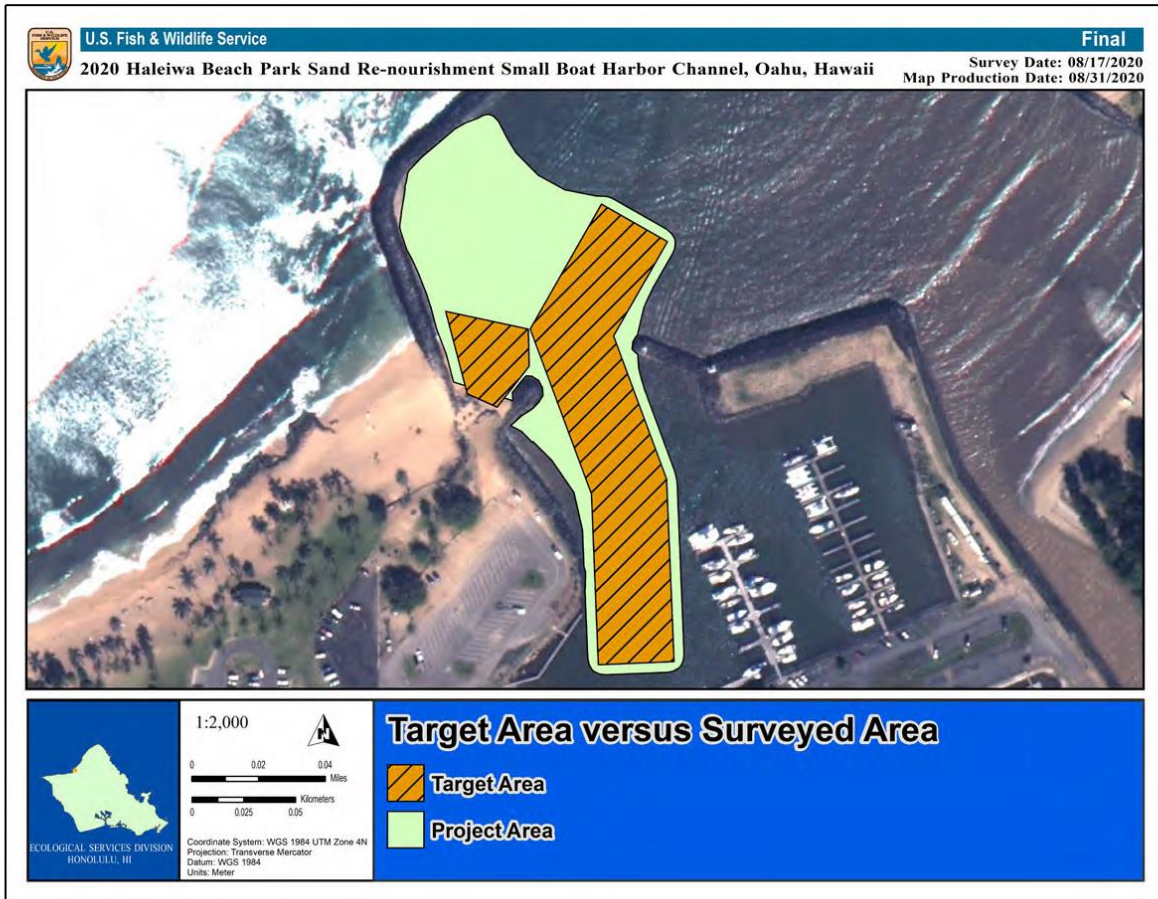 U.S. FISH & WILDLIFE SERVICE
U.S. Fish & Wildlife Service
Final
2020 Haleiwa Beach Park Sand Re-nourishment Small Boat Harbor Channel, Oahu, Hawaii
Survey Date: 08/17/2020
Map Production Date: 08/31/2020
ECOLOGICAL SERVICES DIVISION
HONOLULU, HI
1:2,000
N
0 0.02 0.04
Miles
Kilometers
0 0.025 0.05
Coordinate System: WGS 1984 UTM Zone 4N
Projection: Transverse Mercator
Datum: WGS 1984
Units: Meter
Target Area versus Surveyed Area
Target Area
Project Area